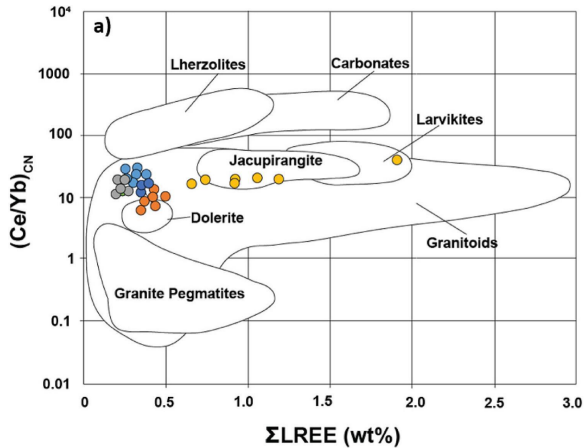 a)
10⁴
1000
100
10
1
0.1
0.01
(Ce/Yb)CN
Lherzolites
Carbonates
Larvikites
Jacupirangite
Dolerite
Granitoids
Granite Pegmatites
0 0.5 1.0 1.5 2.0 2.5 3.0
ΣLREE (wt%)